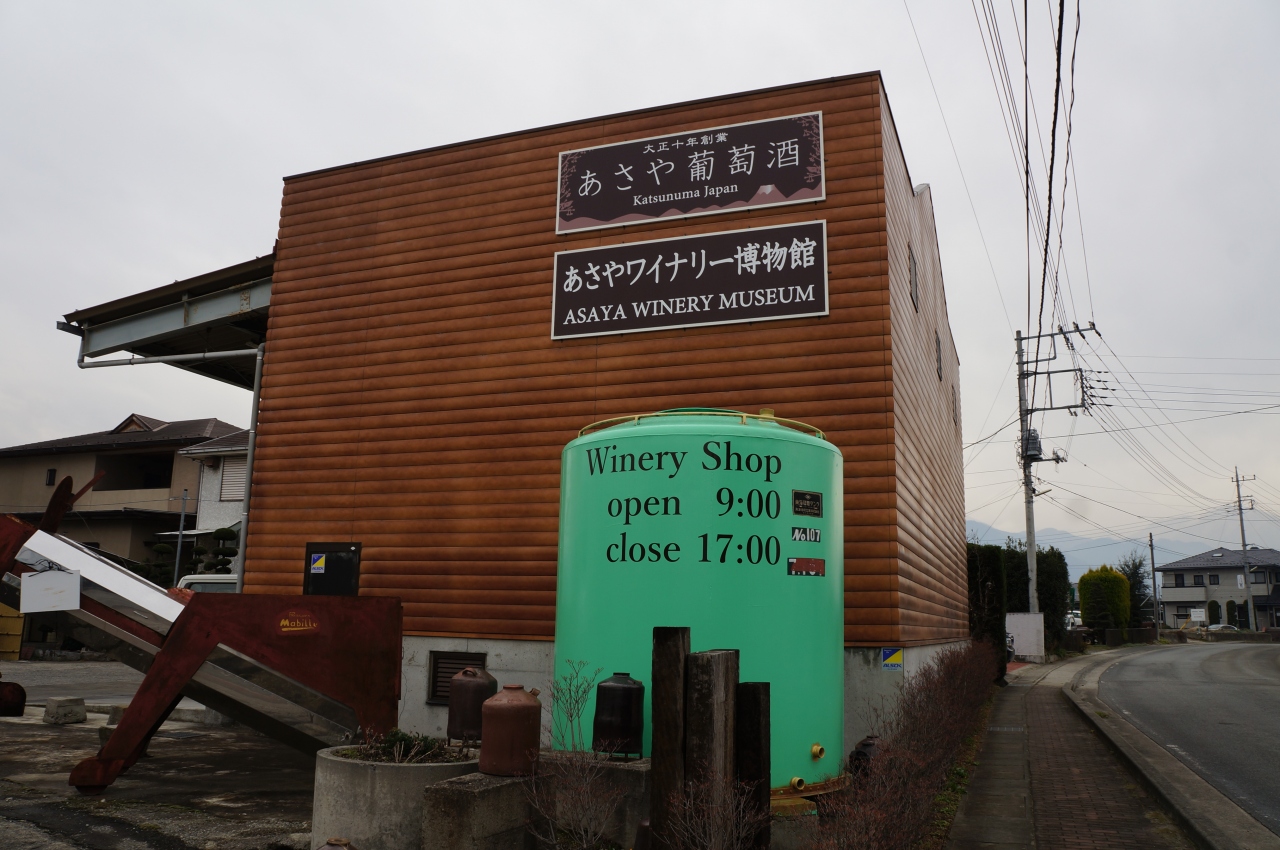 大正十年創業
あさや葡萄酒
Katsunuma Japan
あさやワイナリー博物館
ASAYA WINERY MUSEUM
Winery Shop
open 9:00
close 17:00
No107
Mabille